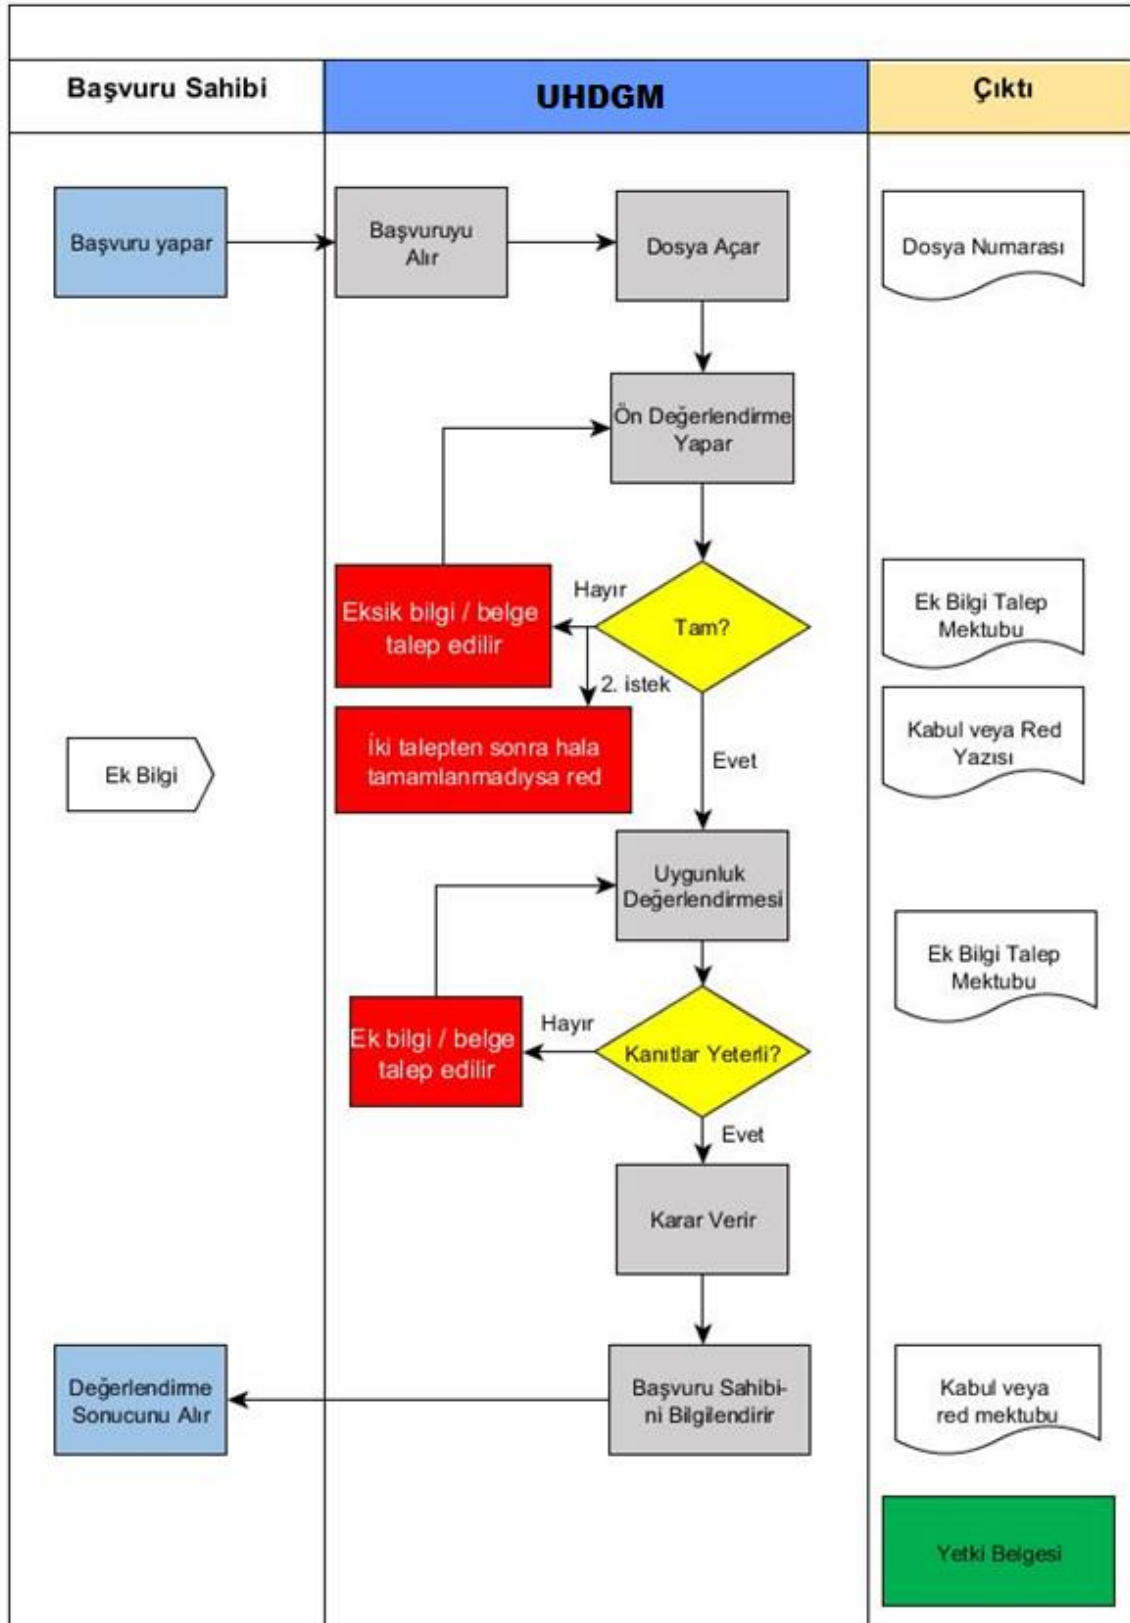 Başvuru Sahibi
UHDGM
Çıktı
Başvuru yapar
Başvuruyu
Alır
Dosya Açar
Dosya Numarası
Ön Değerlendirme
Yapar
Hayır
Tam?
Eksik bilgi / belge
talep edilir
Ek Bilgi Talep
Mektubu
2. istek
İki talepten sonra hala
tamamlanmadıysa red
Evet
Kabul veya Red
Yazısı
Ek Bilgi
Uygunluk
Değerlendirmesi
Ek Bilgi Talep
Mektubu
Hayır
Kanıtlar Yeterli?
Ek bilgi / belge
talep edilir
Evet
Karar Verir
Değerlendirme
Sonucunu Alır
Başvuru Sahibi-
ni Bilgilendirir
Kabul veya
red mektubu
Yetki Belgesi